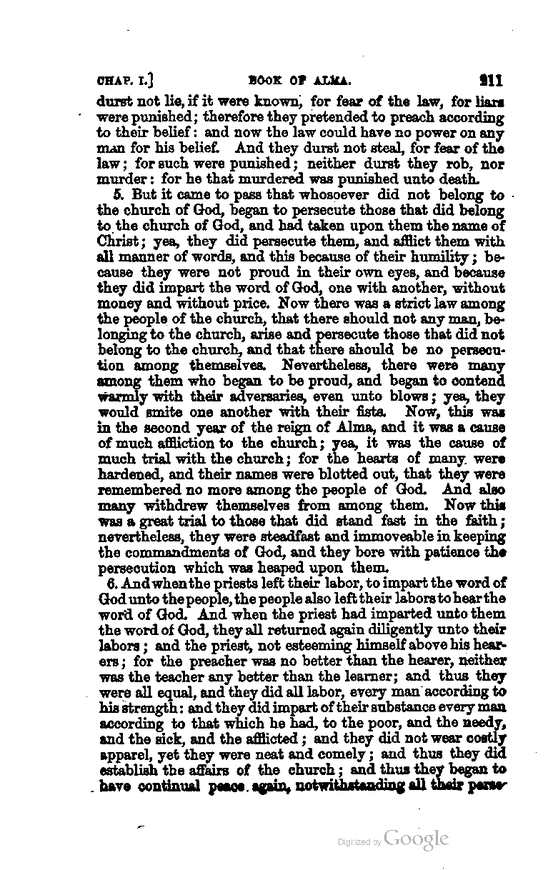 CHAP. I.] BOOK OF ALMA. 211
durst not lie, if it were known, for fear of the law, for liars
were punished; therefore they pretended to preach according
to their belief: and now the law could have no power on any
man for his belief. And they durst not steal, for fear of the
law; for such were punished; neither durst they rob, nor
murder: for he that murdered was punished unto death.
5. But it came to pass that whosoever did not belong to
the church of God, began to persecute those that did belong
to the church of God, and had taken upon them the name of
Christ; yea, they did persecute them, and afflict them with
all manner of words, and this because of their humility; be-
cause they were not proud in their own eyes, and because
they did impart the word of God, one with another, without
money and without price. Now there was a strict law among
the people of the church, that there should not any man, be-
longing to the church, arise and persecute those that did not
belong to the church, and that there should be no persecu-
tion among themselves. Nevertheless, there were many
among them who began to be proud, and began to contend
warmly with their adversaries, even unto blows; yea, they
would smite one another with their fists. Now, this was
in the second year of the reign of Alma, and it was a cause
of much affliction to the church; yea, it was the cause of
much trial with the church; for the hearts of many were
hardened, and their names were blotted out, that they were
remembered no more among the people of God. And also
many withdrew themselves from among them. Now this
was a great trial to those that did stand fast in the faith;
nevertheless, they were steadfast and immoveable in keeping
the commandments of God, and they bore with patience the
persecution which was heaped upon them.
6. And when the priests left their labor, to impart the word of
God unto the people, the people also left their labors to hear the
word of God. And when the priest had imparted unto them
the word of God, they all returned again diligently unto their
labors; and the priest, not esteeming himself above his hear-
ers; for the preacher was no better than the hearer, neither
was the teacher any better than the learner; and thus they
were all equal, and they did all labor, every man according to
his strength: and they did impart of their substance every man
according to that which he had, to the poor, and the needy,
and the sick, and the afflicted; and they did not wear costly
apparel, yet they were neat and comely; and thus they did
establish the affairs of the church; and thus they began to
have continual peace again, notwithstanding all their perse-
Digitized by Google